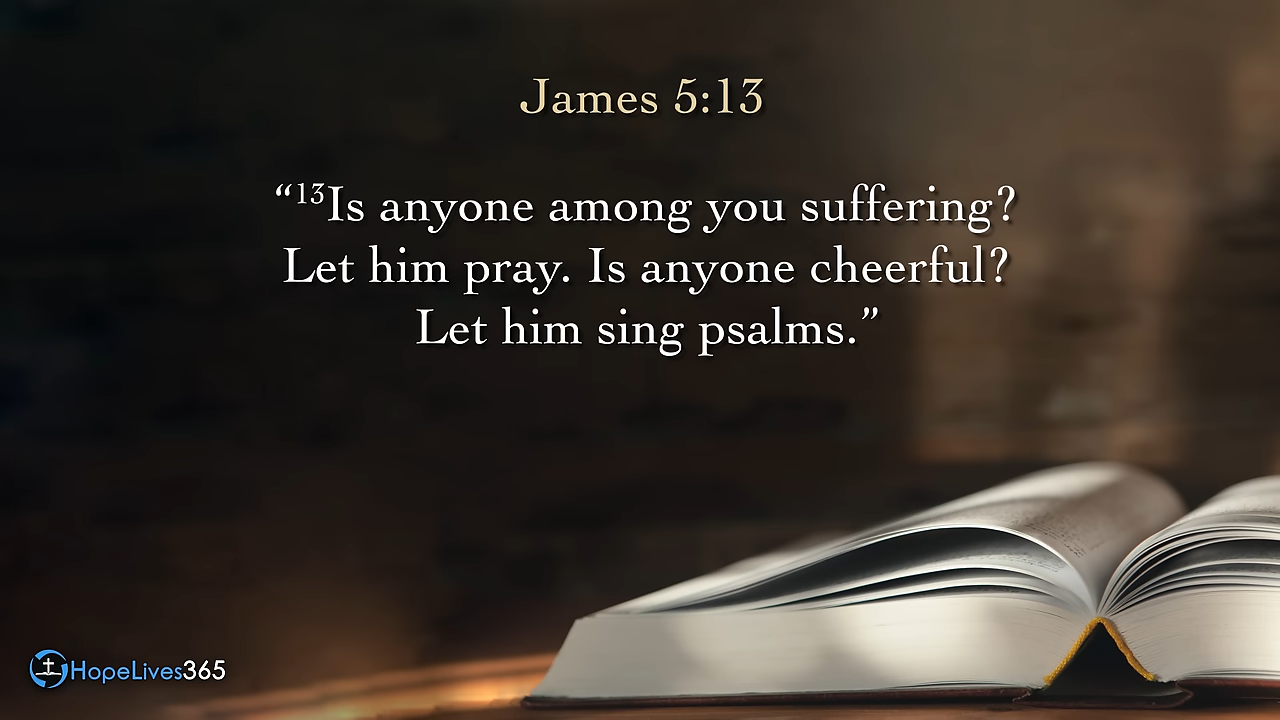 James 5:13
“¹³Is anyone among you suffering?
Let him pray. Is anyone cheerful?
Let him sing psalms.”
HopeLives365